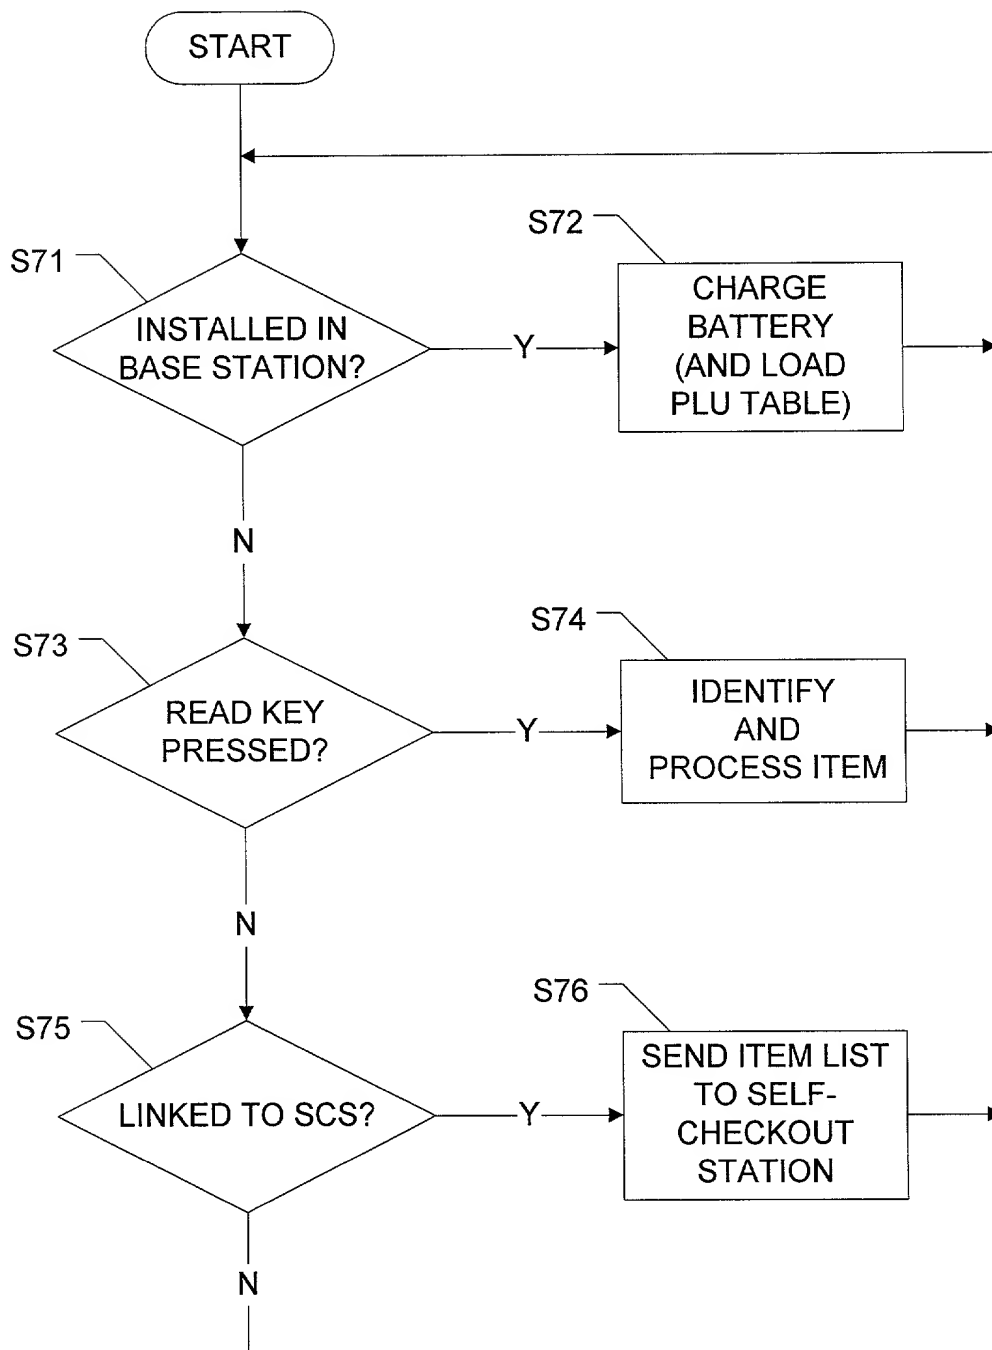 START
S71
INSTALLED IN
BASE STATION?
Y
S72
CHARGE
BATTERY
(AND LOAD
PLU TABLE)
N
S73
READ KEY
PRESSED?
Y
S74
IDENTIFY
AND
PROCESS ITEM
N
S75
LINKED TO SCS?
Y
S76
SEND ITEM LIST
TO SELF-
CHECKOUT
STATION
N